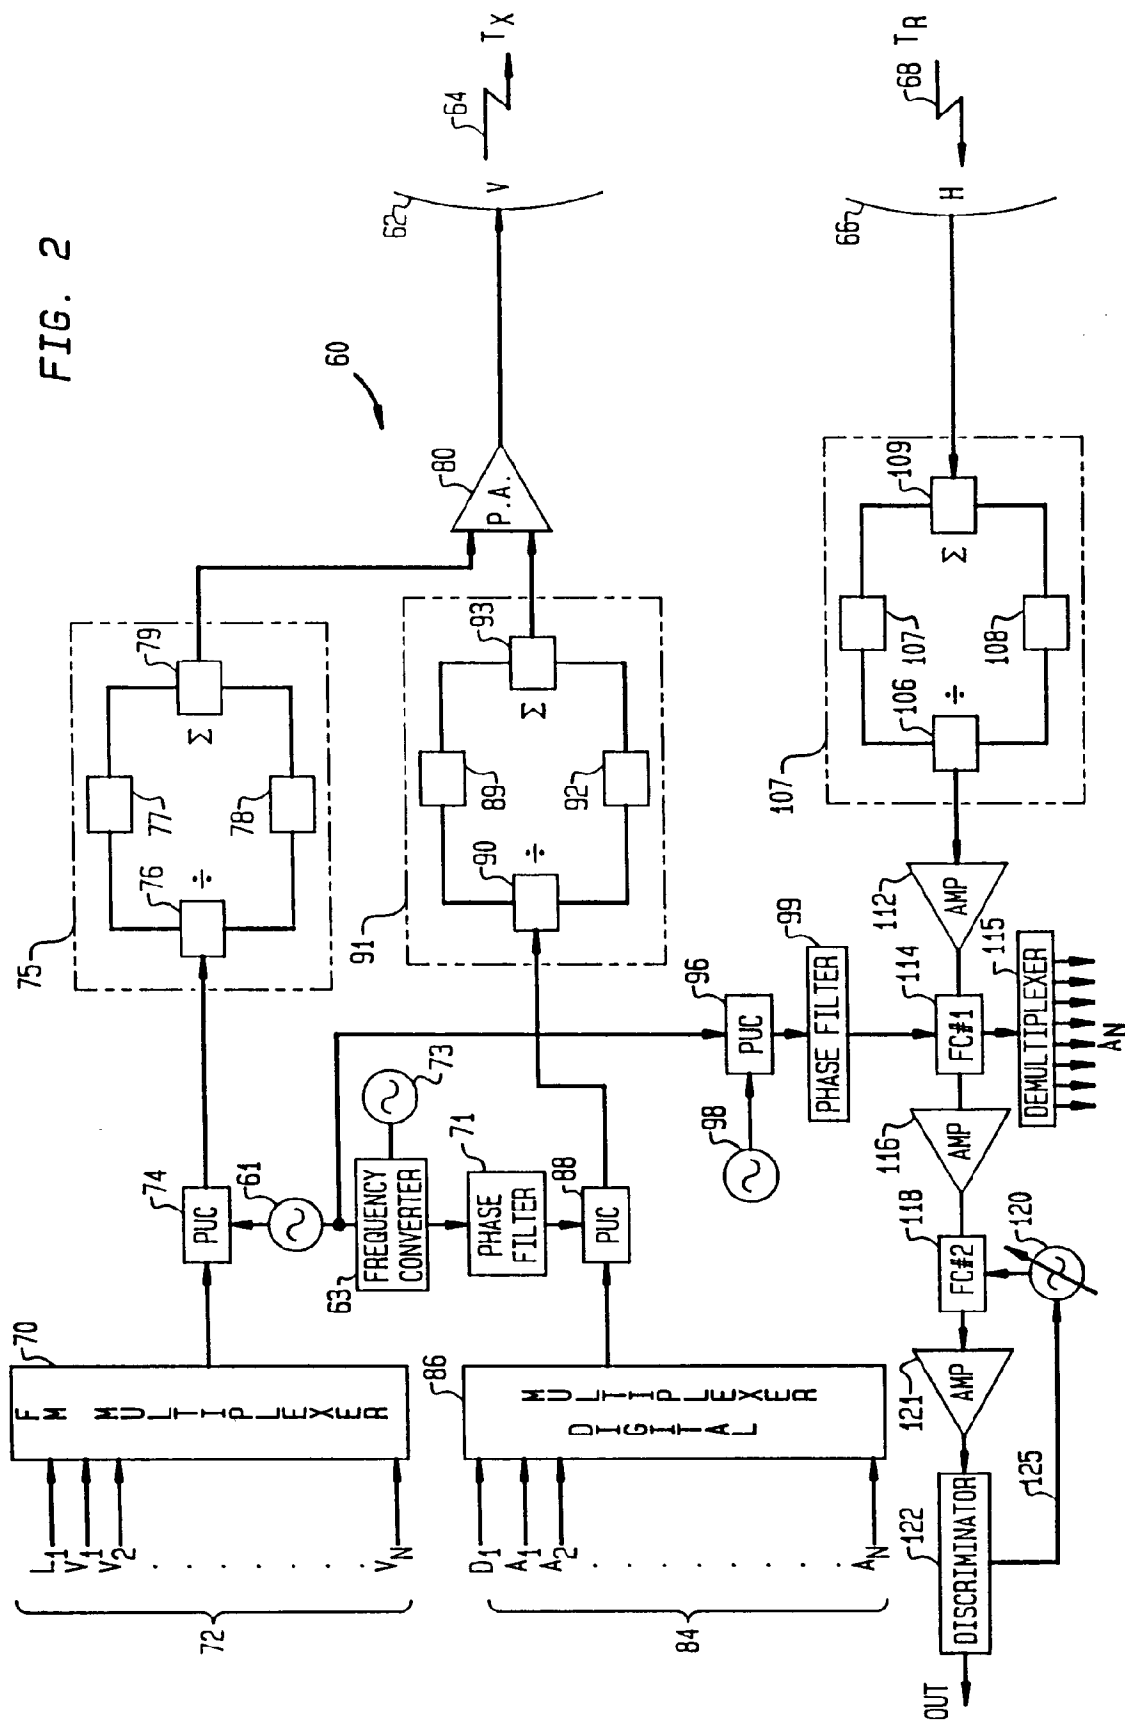 FIG. 2
60
L1
V1
V2
. . . . . . . .
VN
72
FM MULTIPLEXER
70
PUC
74
61
75
76
÷
77
78
79
Σ
80
P.A.
62
V
64
TX
FREQUENCY CONVERTER
63
73
PHASE FILTER
71
D1
A1
A2
. . . . . . . .
AN
84
MULTIPLEXER DIGITAL
86
PUC
88
91
90
÷
89
92
93
Σ
98
PUC
96
PHASE FILTER
99
TR
68
H
66
107
109
Σ
107
108
106
÷
AMP
112
FC#1
114
DEMULTIPLEXER
115
AN
AMP
116
FC#2
118
120
AMP
121
DISCRIMINATOR
122
125
OUT